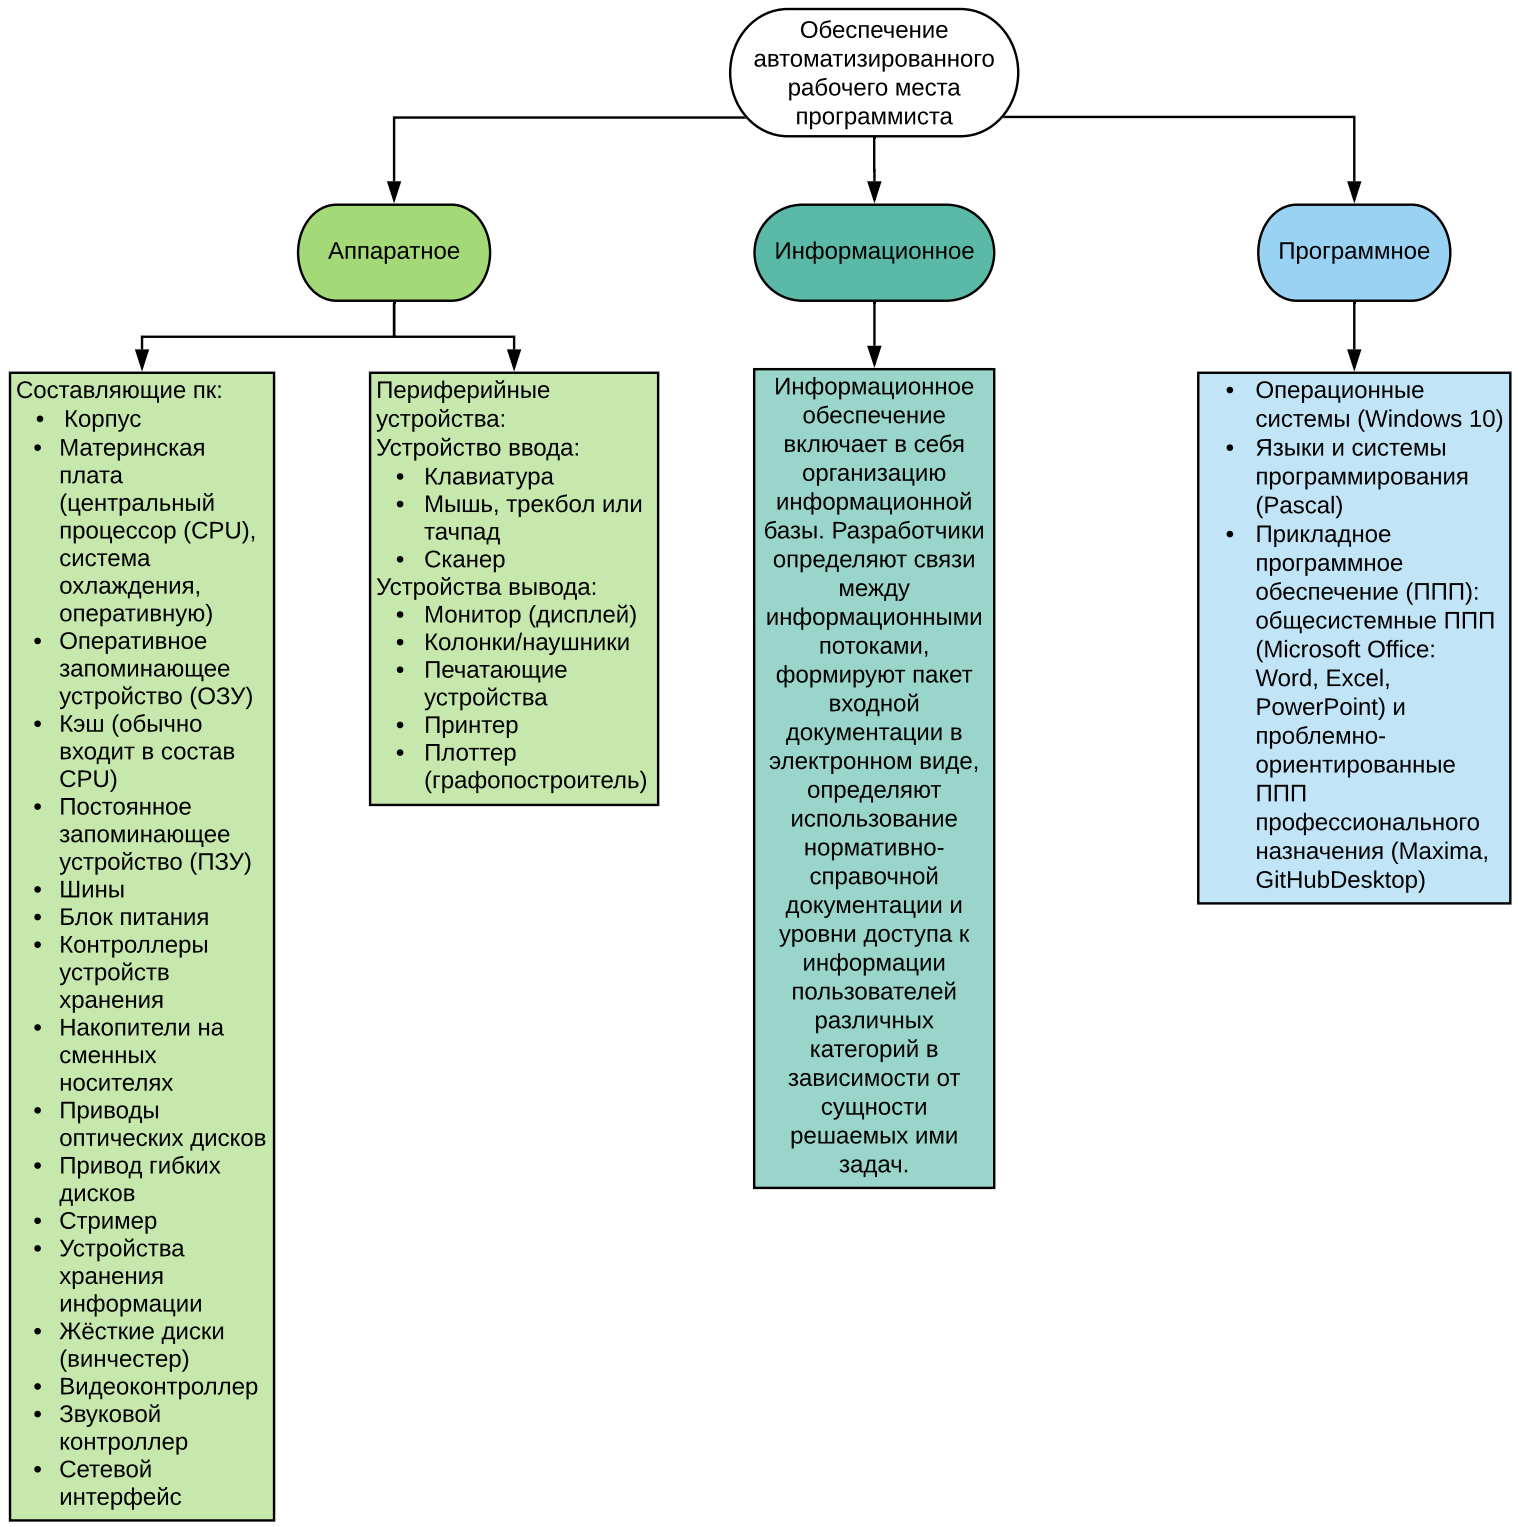 Обеспечение
автоматизированного
рабочего места
программиста
Аппаратное
Информационное
Программное
Составляющие пк:
• Корпус
• Материнская
плата
(центральный
процессор (CPU),
система
охлаждения,
оперативную)
• Оперативное
запоминающее
устройство (ОЗУ)
• Кэш (обычно
входит в состав
CPU)
• Постоянное
запоминающее
устройство (ПЗУ)
• Шины
• Блок питания
• Контроллеры
устройств
хранения
• Накопители на
сменных
носителях
• Приводы
оптических дисков
• Привод гибких
дисков
• Стример
• Устройства
хранения
информации
• Жёсткие диски
(винчестер)
• Видеоконтроллер
• Звуковой
контроллер
• Сетевой
интерфейс
Периферийные
устройства:
Устройство ввода:
• Клавиатура
• Мышь, трекбол или
тачпад
• Сканер
Устройства вывода:
• Монитор (дисплей)
• Колонки/наушники
• Печатающие
устройства
• Принтер
• Плоттер
(графопостроитель)
Информационное
обеспечение
включает в себя
организацию
информационной
базы. Разработчики
определяют связи
между
информационными
потоками,
формируют пакет
входной
документации в
электронном виде,
определяют
использование
нормативно-
справочной
документации и
уровни доступа к
информации
пользователей
различных
категорий в
зависимости от
сущности
решаемых ими
задач.
• Операционные
системы (Windows 10)
• Языки и системы
программирования
(Pascal)
• Прикладное
программное
обеспечение (ППП):
общесистемные ППП
(Microsoft Office:
Word, Excel,
PowerPoint) и
проблемно-
ориентированные
ППП
профессионального
назначения (Maxima,
GitHubDesktop)